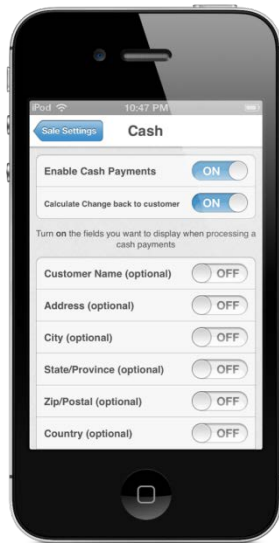 iPod 10:47 PM
Sale Settings Cash
Enable Cash Payments ON
Calculate Change back to customer ON
Turn on the fields you want to display when processing a
cash payments
Customer Name (optional) OFF
Address (optional) OFF
City (optional) OFF
State/Province (optional) OFF
Zip/Postal (optional) OFF
Country (optional) OFF